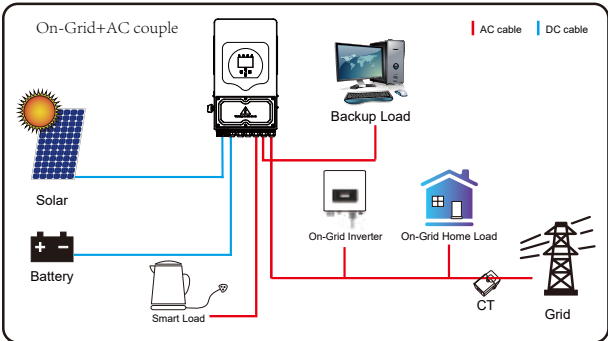 On-Grid+AC couple
AC cable
DC cable
Backup Load
Solar
On-Grid Inverter
On-Grid Home Load
Battery
Smart Load
CT
Grid